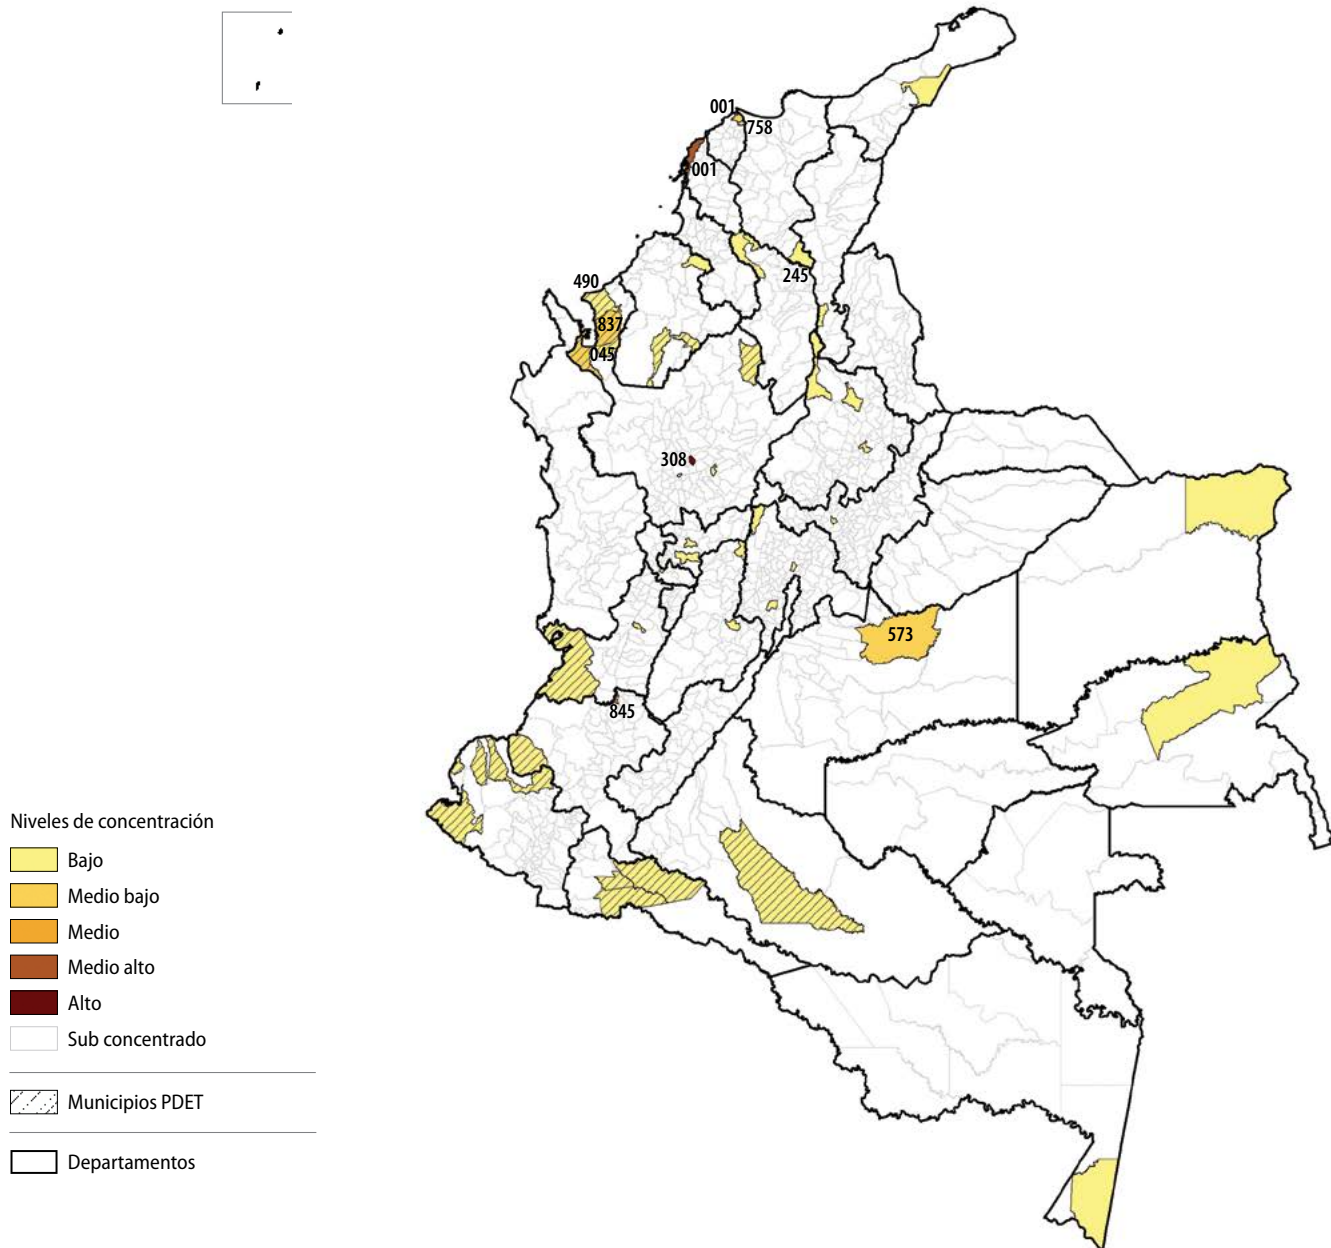 001
758
001
245
490
837
045
308
573
845
Niveles de concentración
Bajo
Medio bajo
Medio
Medio alto
Alto
Sub concentrado
Municipios PDET
Departamentos